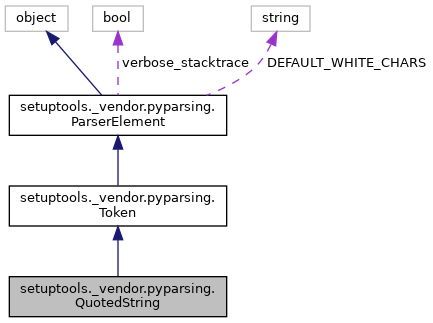 object
bool
string
verbose_stacktrace
DEFAULT_WHITE_CHARS
setuptools._vendor.pyparsing.
ParserElement
setuptools._vendor.pyparsing.
Token
setuptools._vendor.pyparsing.
QuotedString